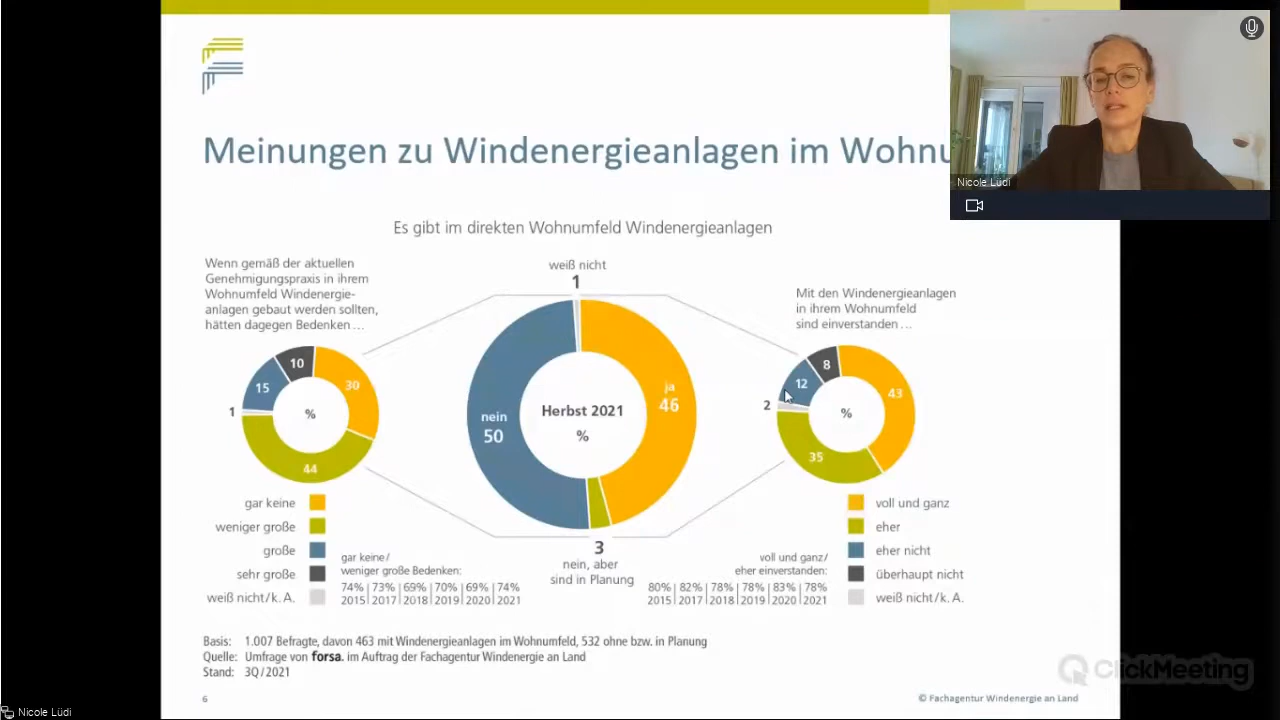 Meinungen zu Windenergieanlagen im Wohnu
Nicole Lüdi
Es gibt im direkten Wohnumfeld Windenergieanlagen
Wenn gemäß der aktuellen
Genehmigungspraxis in ihrem
Wohnumfeld Windenergie-
anlagen gebaut werden sollten,
hätten dagegen Bedenken ...
10
15
30
1
%
44
gar keine
weniger große
große
sehr große
weiß nicht/k. A.
gar keine/
weniger große Bedenken:
74% | 73% | 69% | 70% | 69% | 74%
2015 | 2017 | 2018 | 2019 | 2020 | 2021
weiß nicht
1
ja
46
nein
50
Herbst 2021
%
3
nein, aber
sind in Planung
Mit den Windenergieanlagen
in ihrem Wohnumfeld
sind einverstanden ...
8
12
43
2
%
35
voll und ganz
eher
eher nicht
überhaupt nicht
weiß nicht/k. A.
voll und ganz/
eher einverstanden:
80% | 82% | 78% | 78% | 83% | 78%
2015 | 2017 | 2018 | 2019 | 2020 | 2021
Basis: 1.007 Befragte, davon 463 mit Windenergieanlagen im Wohnumfeld, 532 ohne bzw. in Planung
Quelle: Umfrage von forsa. im Auftrag der Fachagentur Windenergie an Land
Stand: 3Q/2021
ClickMeeting
6
© Fachagentur Windenergie an Land
Nicole Lüdi